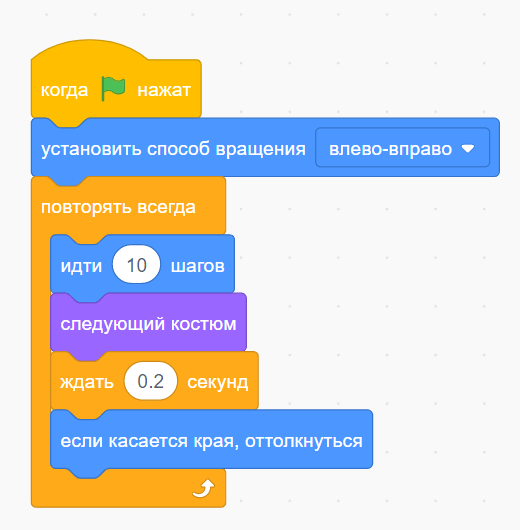 когда нажат
установить способ вращения влево-вправо
повторять всегда
идти 10 шагов
следующий костюм
ждать 0.2 секунд
если касается края, оттолкнуться